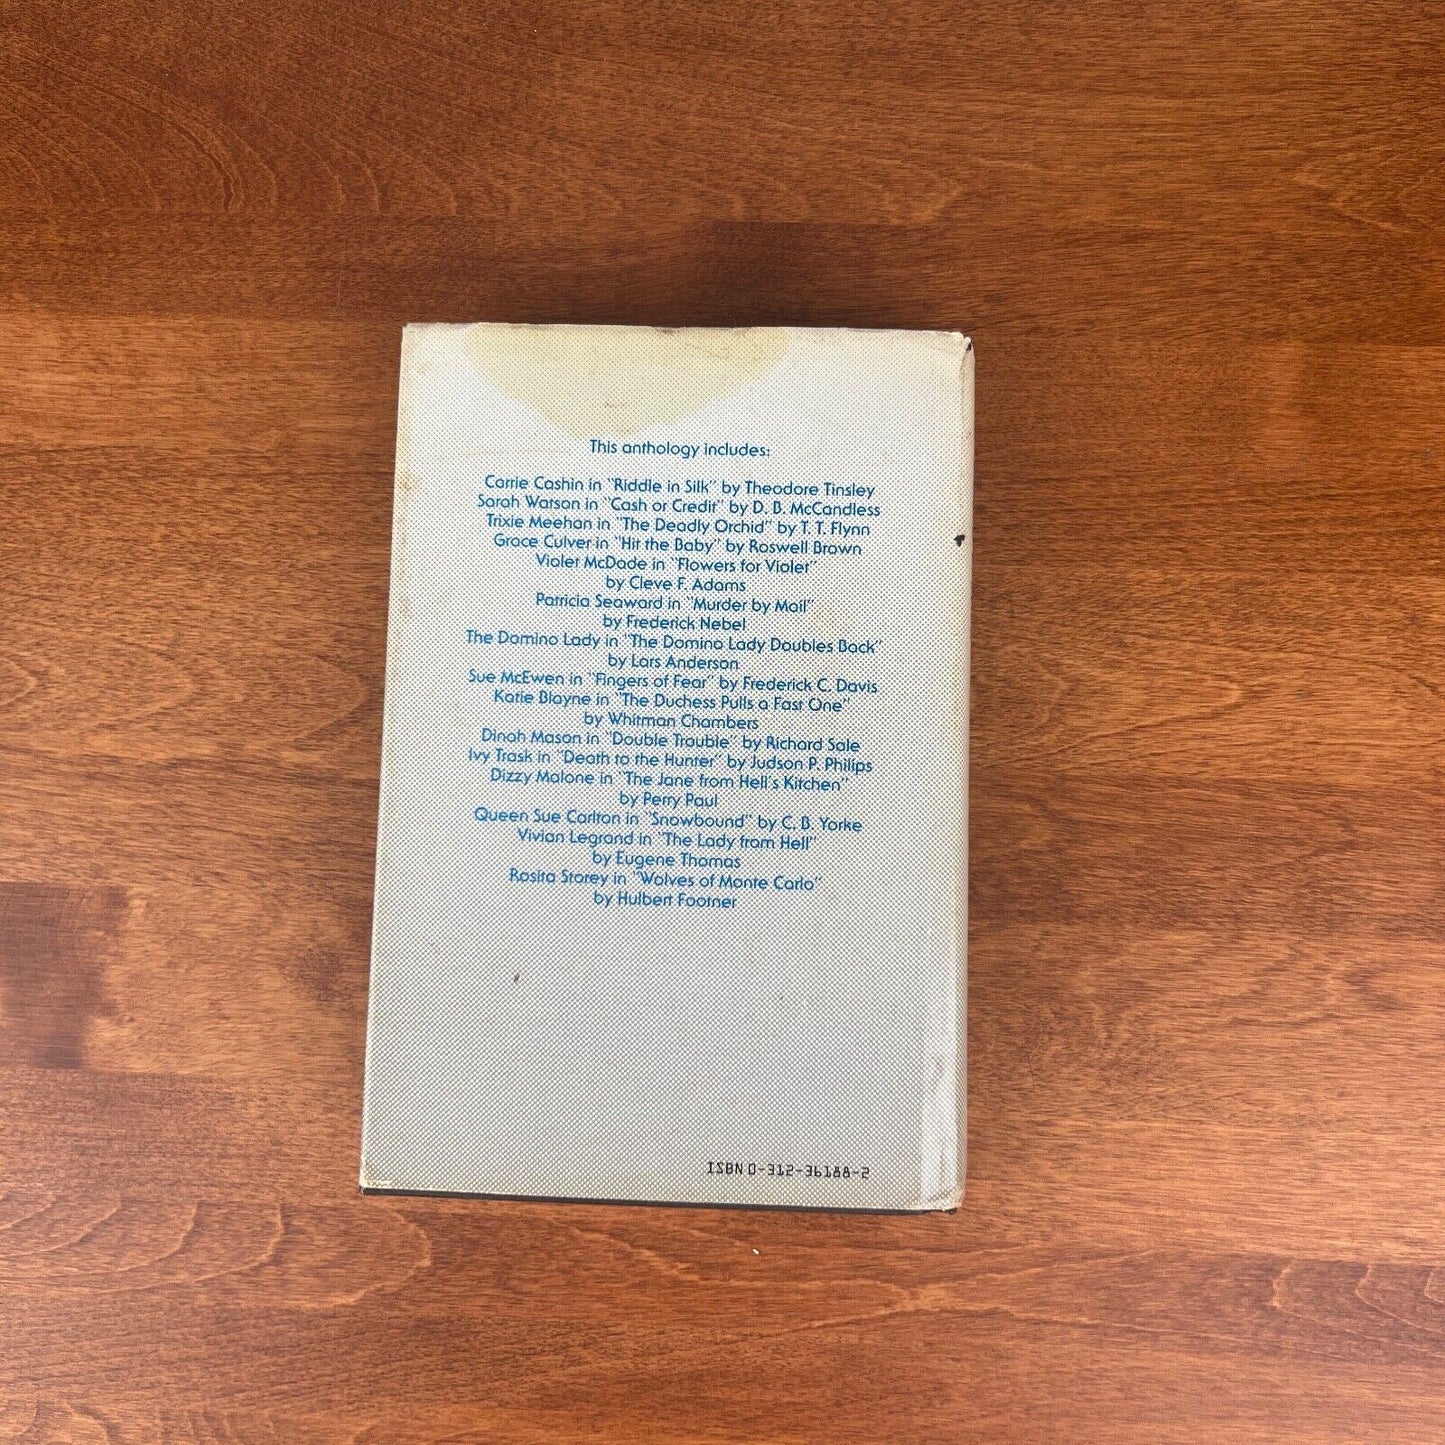 This anthology includes:
Carrie Cashin in "Riddle in Silk" by Theodore Tinsley
Sarah Watson in "Cash or Credit" by D. B. McCandless
Trixie Meehan in "The Deadly Orchid" by T. T. Flynn
Grace Culver in "Hit the Baby" by Roswell Brown
Violet McDade in "Flowers for Violet"
by Cleve F. Adams
Patricia Seaward in "Murder by Mail"
by Frederick Nebel
The Domino Lady in "The Domino Lady Doubles Back"
by Lars Anderson
Sue McEwen in "Fingers of Fear" by Frederick C. Davis
Katie Blayne in "The Duchess Pulls a Fast One"
by Whitman Chambers
Dinah Mason in "Double Trouble" by Richard Sale
Ivy Trask in "Death to the Hunter" by Judson P. Philips
Dizzy Malone in "The Jane from Hell's Kitchen"
by Perry Paul
Queen Sue Carlton in "Snowbound" by C. B. Yorke
Vivian Legrand in "The Lady from Hell"
by Eugene Thomas
Rosita Storey in "Wolves of Monte Carlo"
by Hulbert Footner
ISBN 0-312-36188-2